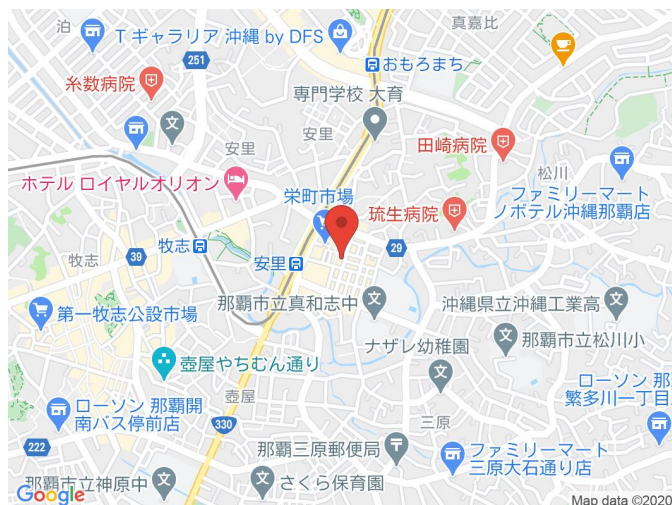 泊
T ギャラリア 沖縄 by DFS
真嘉比
251
おもろまち
糸数病院
専門学校 大育
文
安里
安里
田崎病院
文
松川
ホテル ロイヤルオリオン
栄町市場
琉生病院
ファミリーマート
ノボテル沖縄那覇店
牧志
39
牧志
安里
29
第一牧志公設市場
那覇市立真和志中
文
沖縄県立沖縄工業高
文
壺屋やちむん通り
ナザレ幼稚園
文
那覇市立松川小
文
壺屋
ローソン 那覇開
南バス停前店
330
三原
ローソン 那
繁多川一丁目
222
那覇三原郵便局
ファミリーマート
三原大石通り店
那覇市立神原中
文
さくら保育園
文
Google
Map data ©2020